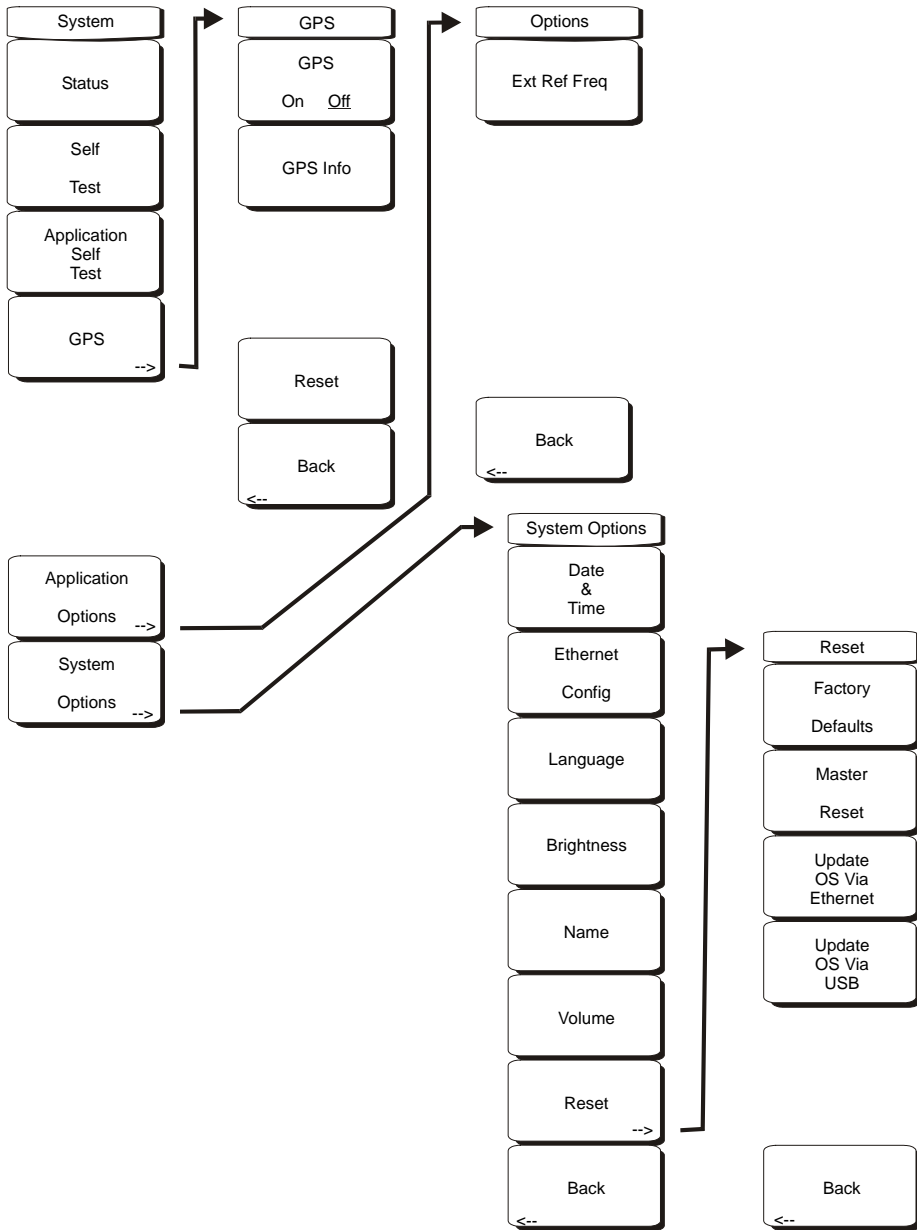 System
Status
Self
Test
Application
Self
Test
GPS
-->
Application
Options
-->
System
Options
-->
GPS
GPS
On Off
GPS Info
Reset
Back
<--
Options
Ext Ref Freq
Back
<--
System Options
Date
&
Time
Ethernet
Config
Language
Brightness
Name
Volume
Reset
-->
Back
<--
Reset
Factory
Defaults
Master
Reset
Update
OS Via
Ethernet
Update
OS Via
USB
Back
<--